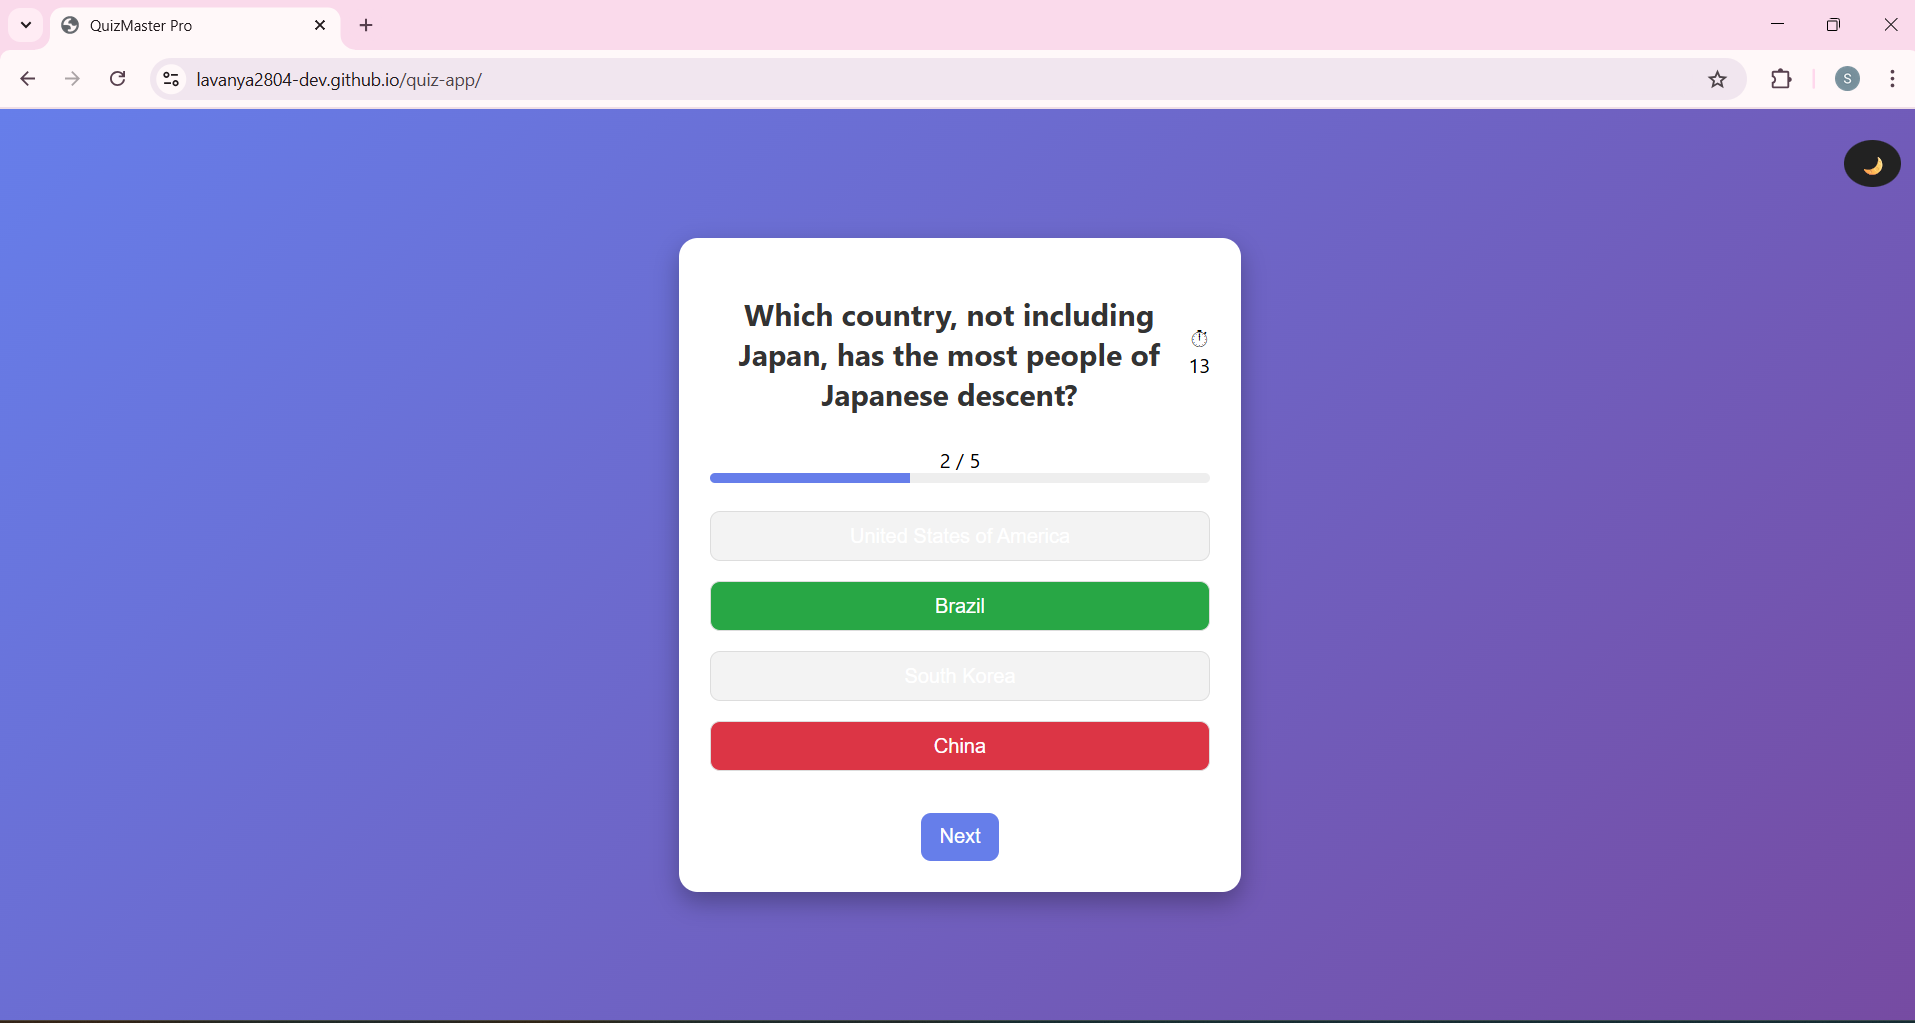 QuizMaster Pro
lavanya2804-dev.github.io/quiz-app/
S
Which country, not including
Japan, has the most people of
Japanese descent?
13
2 / 5
United States of America
Brazil
South Korea
China
Next